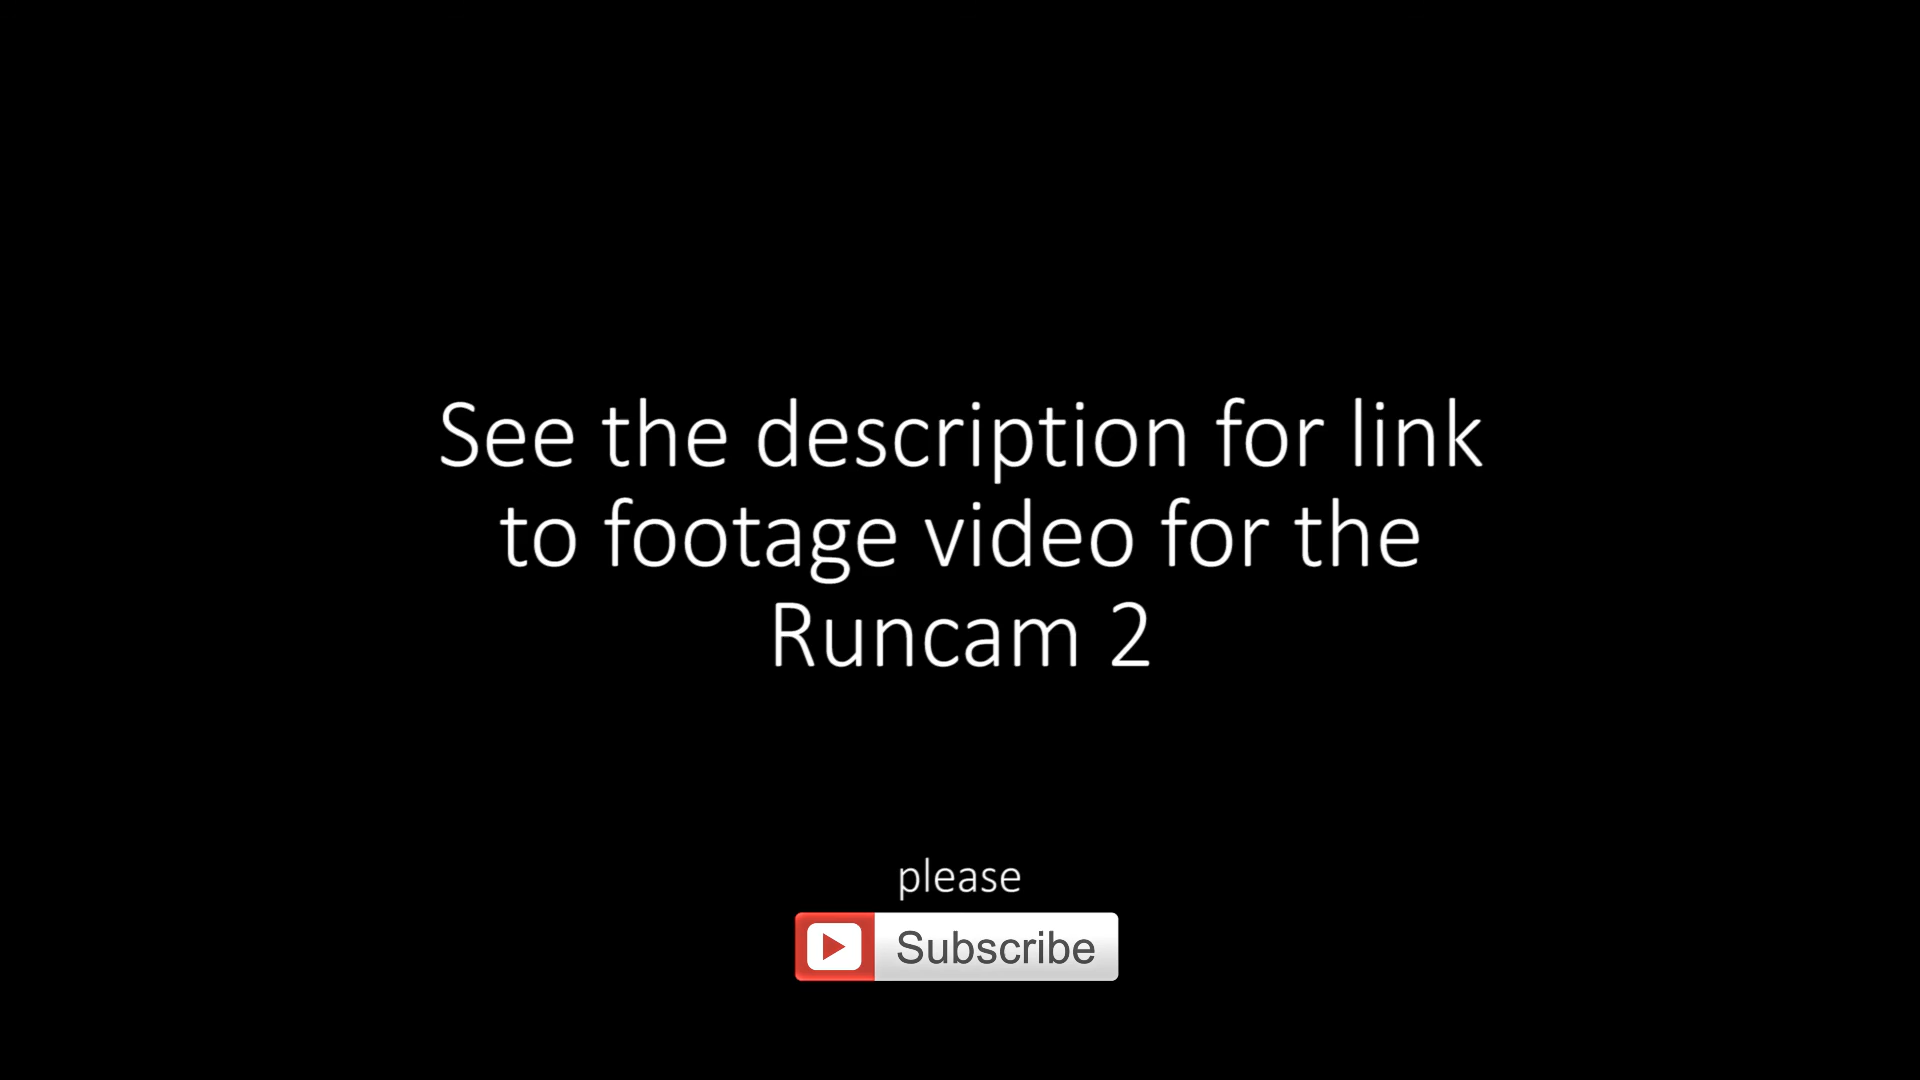 See the description for link
to footage video for the
Runcam 2
please
Subscribe